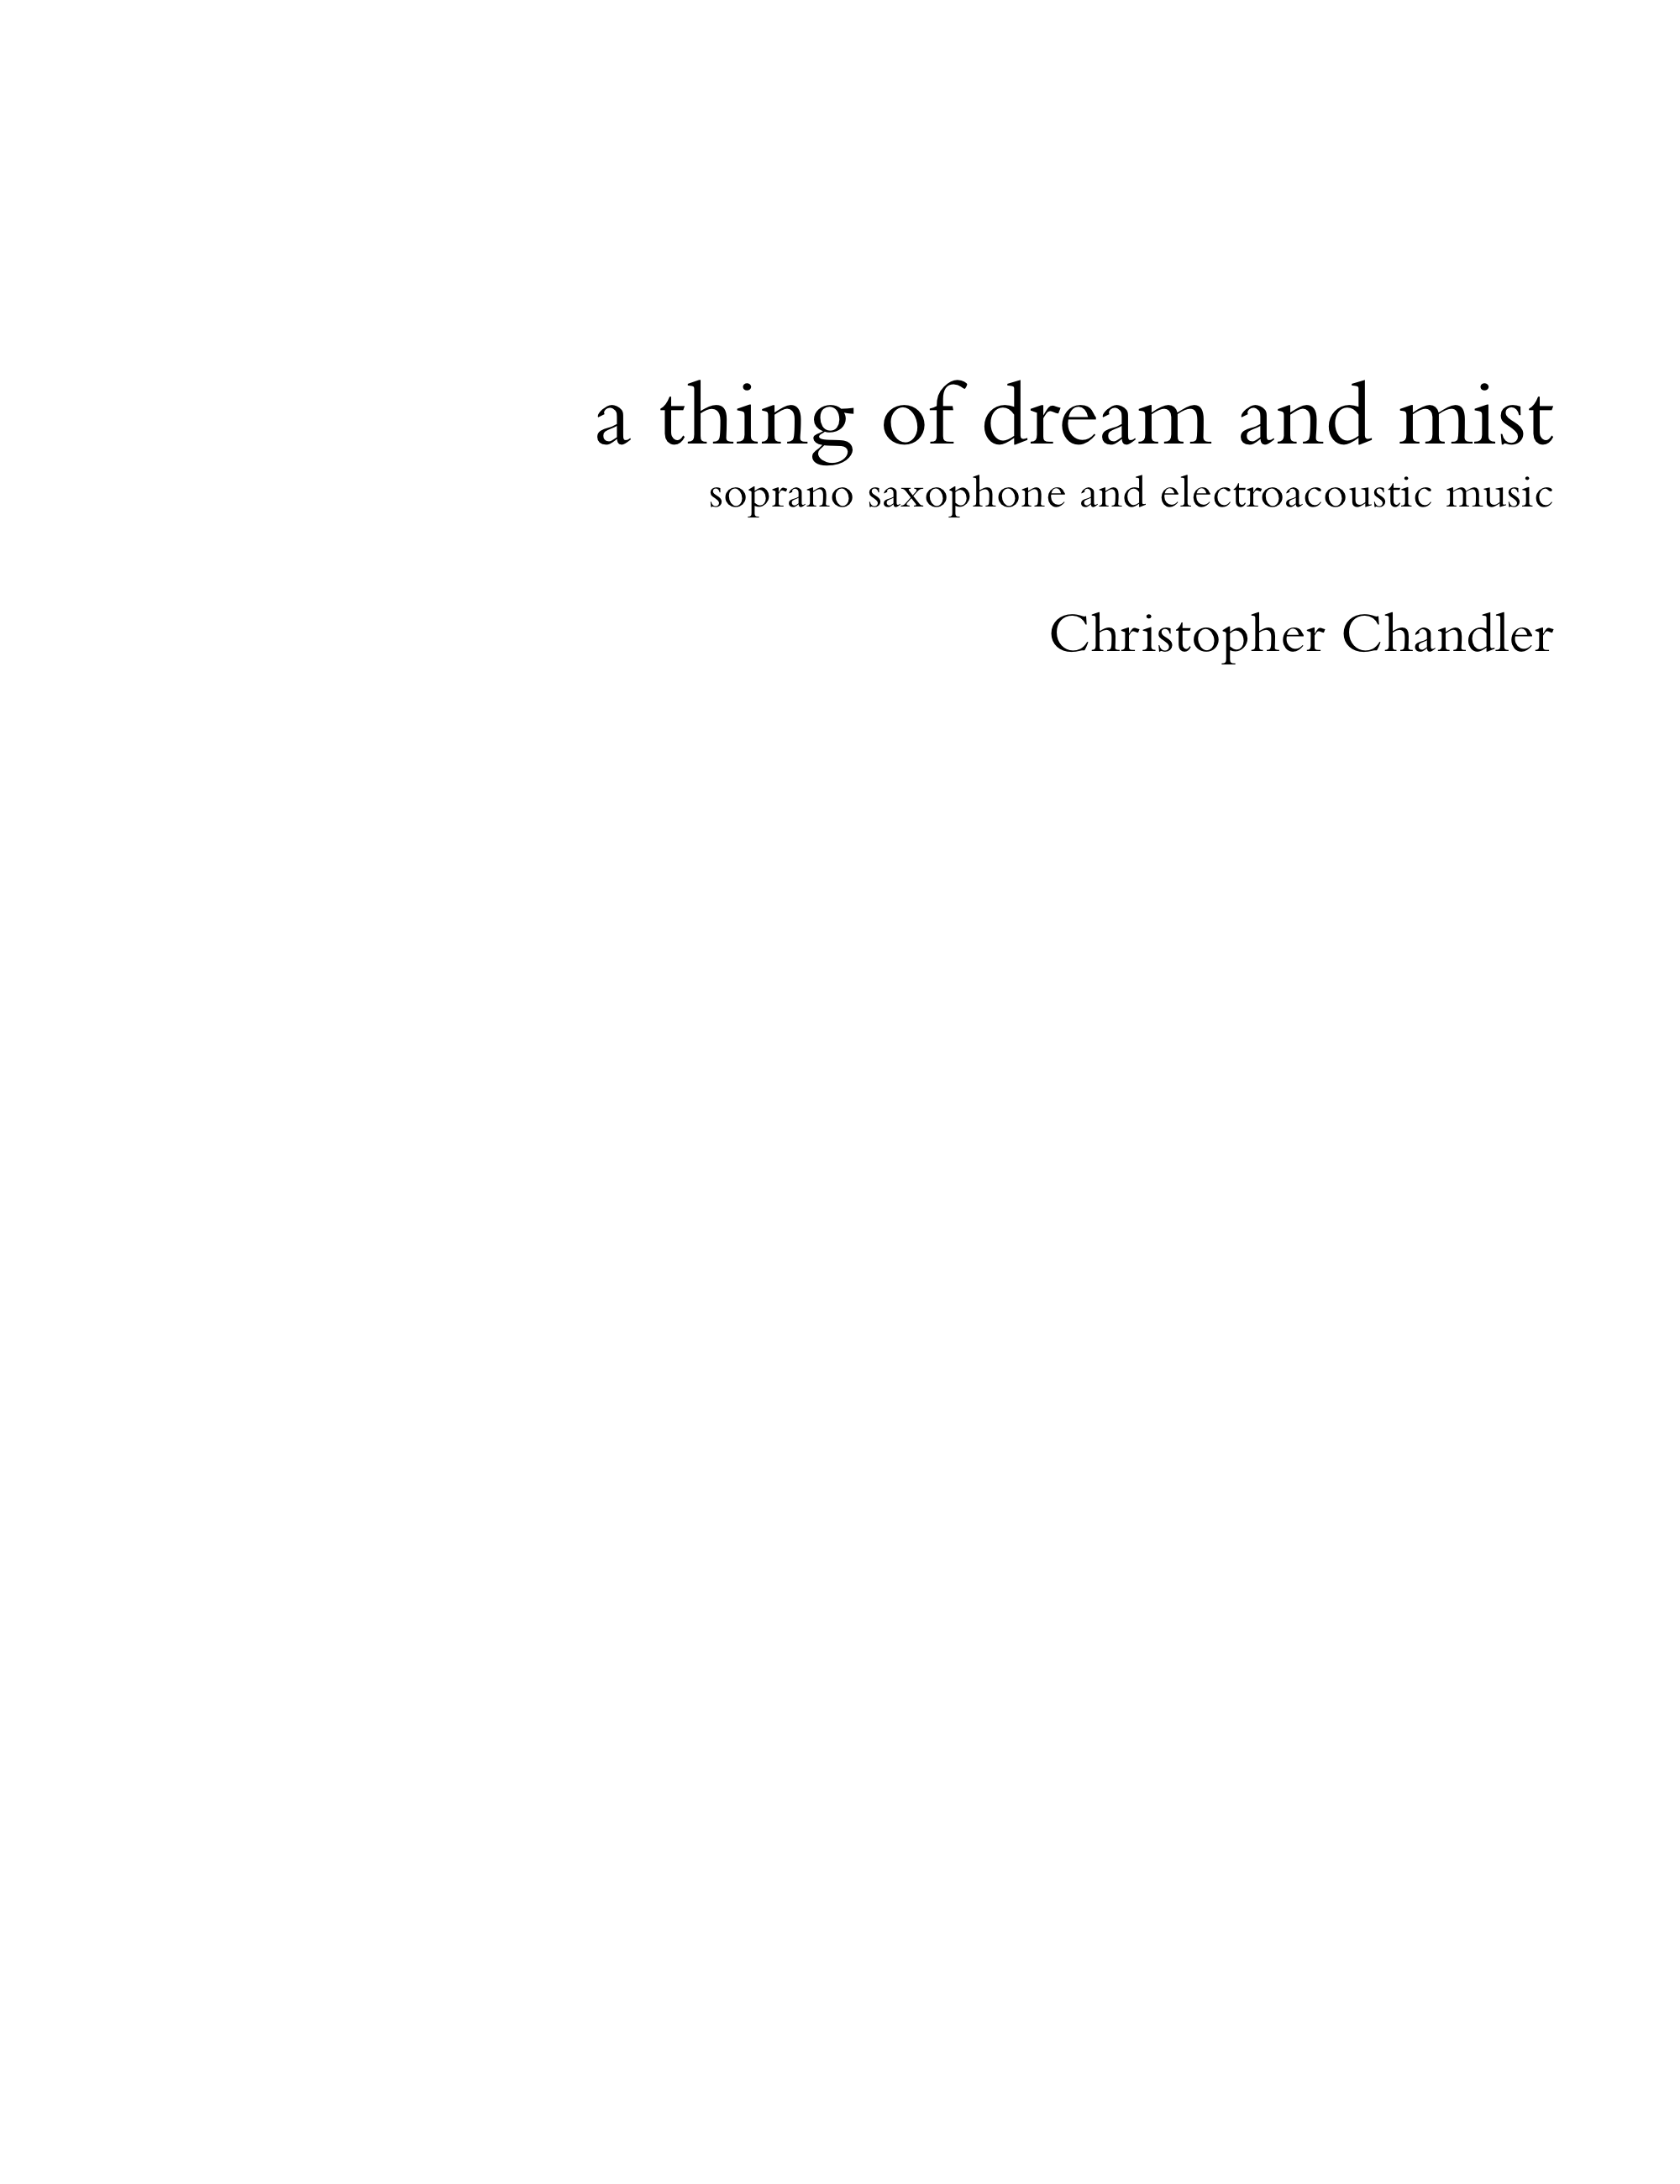 a thing of dream and mist
soprano saxophone and electroacoustic music
Christopher Chandler